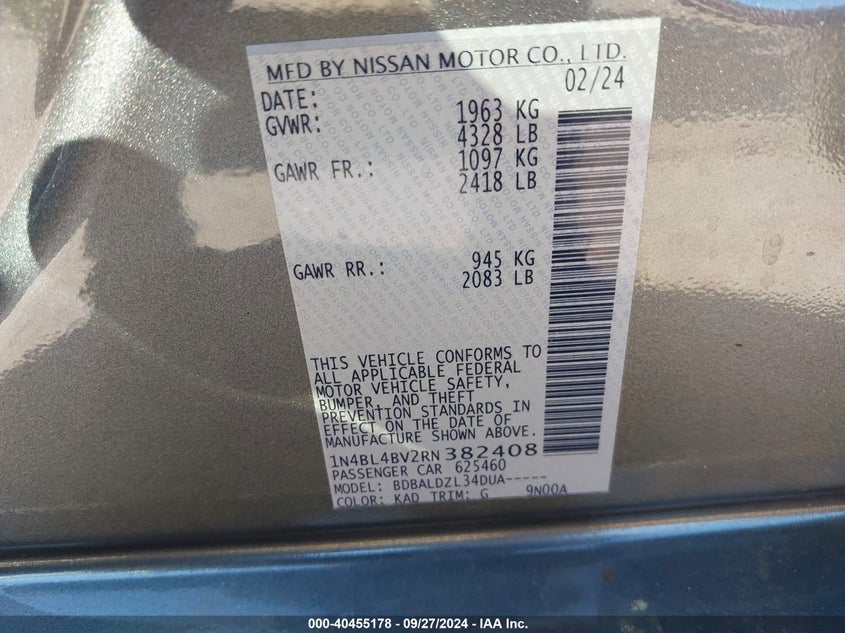 MFD BY NISSAN MOTOR CO., LTD.
DATE: 02/24
GVWR: 1963 KG
4328 LB
GAWR FR.: 1097 KG
2418 LB
GAWR RR.: 945 KG
2083 LB
THIS VEHICLE CONFORMS TO
ALL APPLICABLE FEDERAL
MOTOR VEHICLE SAFETY,
BUMPER, AND THEFT
PREVENTION STANDARDS IN
EFFECT ON THE DATE OF
MANUFACTURE SHOWN ABOVE.
1N4BL4BV2RN382408
PASSENGER CAR 625460
MODEL: BDBALDZL34DUA-----
COLOR: KAD TRIM: G 9N00A
000-40455178 - 09/27/2024 - IAA Inc.